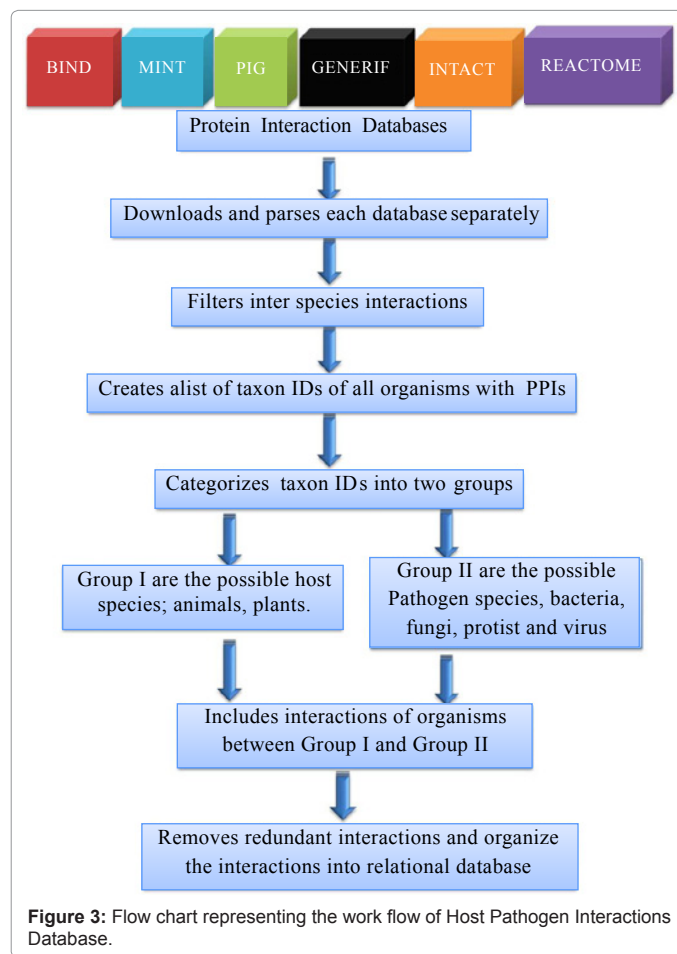 BIND MINT PIG GENERIF INTACT REACTOME
Protein Interaction Databases
Downloads and parses each database separately
Filters inter species interactions
Creates alist of taxon IDs of all organisms with PPIs
Categorizes taxon IDs into two groups
Group I are the possible host
species; animals, plants.
Group II are the possible
Pathogen species, bacteria,
fungi, protist and virus
Includes interactions of organisms
between Group I and Group II
Removes redundant interactions and organize
the interactions into relational database
Figure 3: Flow chart representing the work flow of Host Pathogen Interactions
Database.